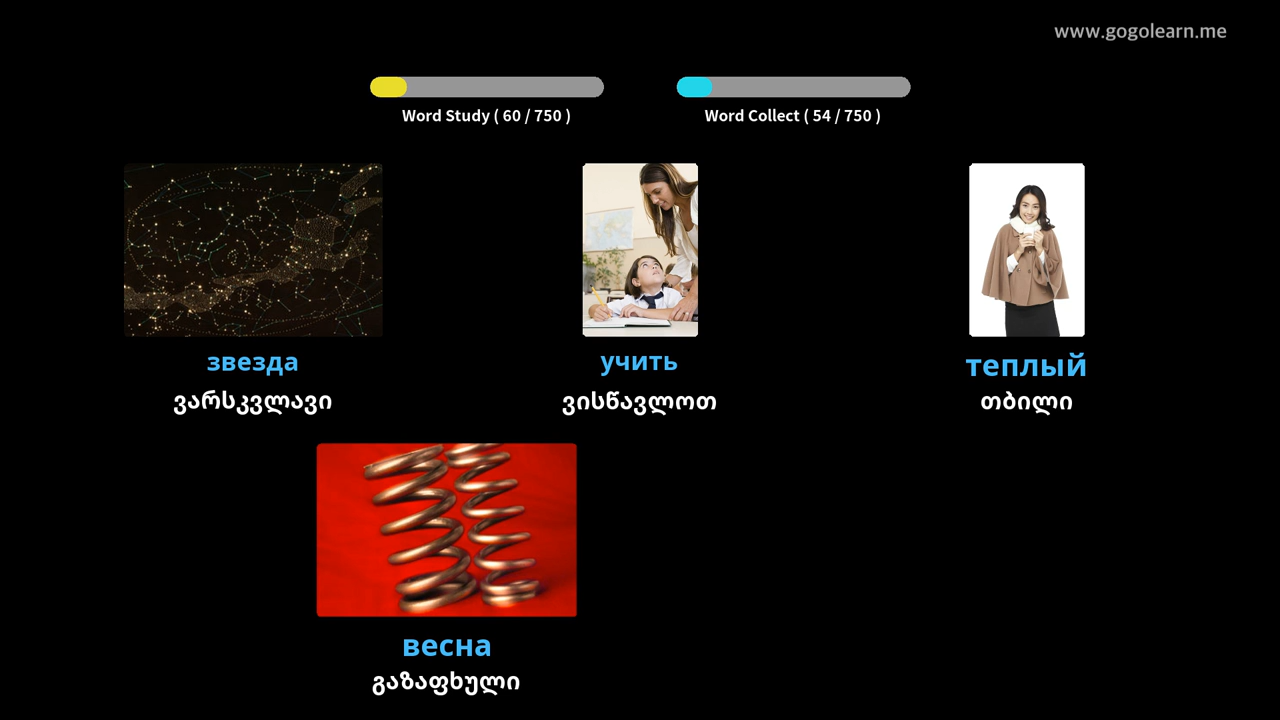 www.gogolearn.me
Word Study ( 60 / 750 )
Word Collect ( 54 / 750 )
звезда
учить
теплый
ვარსკვლავი
ვისწავლოთ
თბილი
весна
გაზაფხული